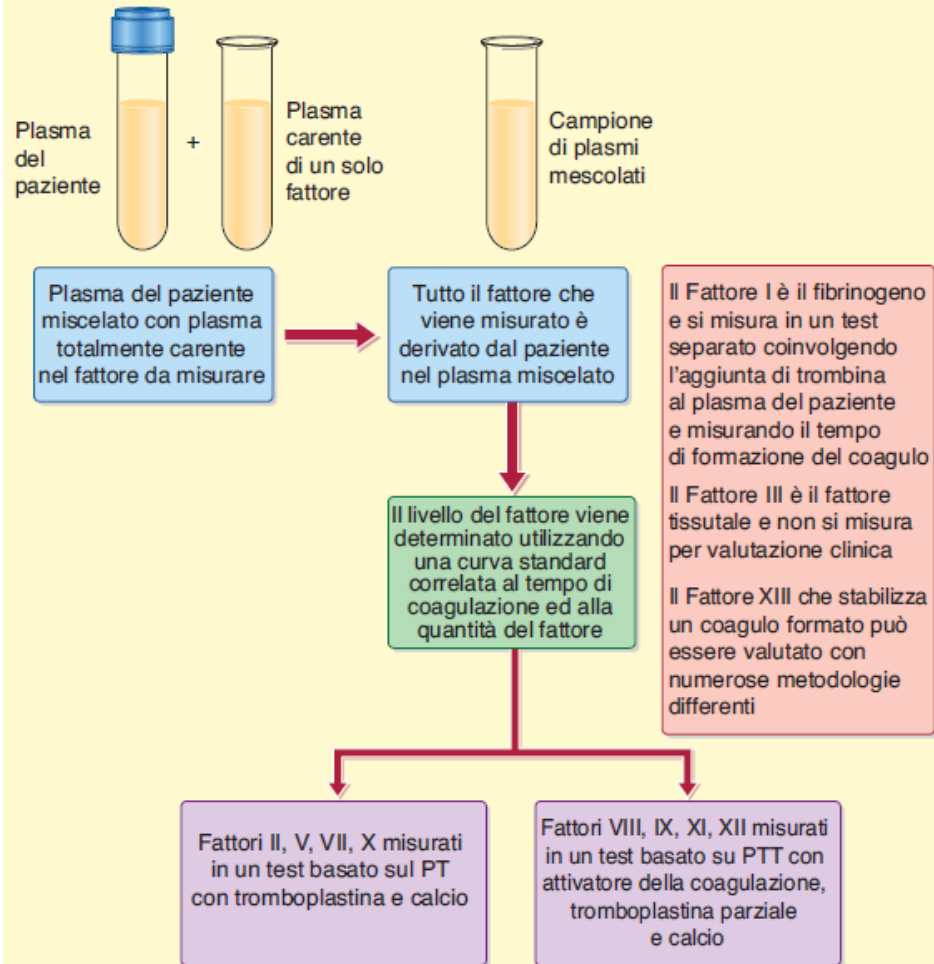 Plasma
del
paziente
+
Plasma
carente
di un solo
fattore
Campione
di plasmi
mescolati
Plasma del paziente
miscelato con plasma
totalmente carente
nel fattore da misurare
Tutto il fattore che
viene misurato è
derivato dal paziente
nel plasma miscelato
Il Fattore I è il fibrinogeno
e si misura in un test
separato coinvolgendo
l'aggiunta di trombina
al plasma del paziente
e misurando il tempo
di formazione del coagulo
Il Fattore III è il fattore
tissutale e non si misura
per valutazione clinica
Il Fattore XIII che stabilizza
un coagulo formato può
essere valutato con
numerose metodologie
differenti
Il livello del fattore viene
determinato utilizzando
una curva standard
correlata al tempo di
coagulazione ed alla
quantità del fattore
Fattori II, V, VII, X misurati
in un test basato sul PT
con tromboplastina e calcio
Fattori VIII, IX, XI, XII misurati
in un test basato su PTT con
attivatore della coagulazione,
tromboplastina parziale
e calcio